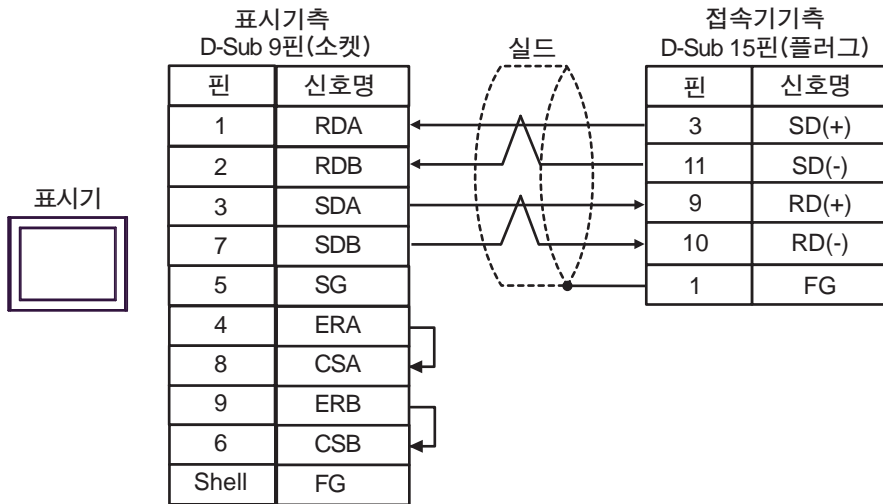 표시기측
D-Sub 9핀(소켓)
실드
접속기기측
D-Sub 15핀(플러그)
핀 신호명
1 RDA
2 RDB
3 SDA
7 SDB
5 SG
4 ERA
8 CSA
9 ERB
6 CSB
Shell FG
표시기
핀 신호명
3 SD(+)
11 SD(-)
9 RD(+)
10 RD(-)
1 FG